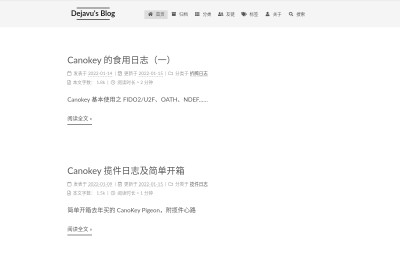 Dejavu's Blog
首页 归档 分类 友链 标签 关于 搜索
Canokey 的食用日志（一）
发表于 2022-01-14 | 更新于 2022-01-15 | 分类于 折腾日志
本文字数： 1.8k | 阅读时长 ≈ 2 分钟
Canokey 基本使用之 FIDO2/U2F、OATH、NDEF……
阅读全文 »
Canokey 揽件日志及简单开箱
发表于 2022-01-09 | 更新于 2022-01-15 | 分类于 折腾日志
本文字数： 1.5k | 阅读时长 ≈ 1 分钟
简单开箱去年买的 CanoKey Pigeon，附揽件心路
阅读全文 »